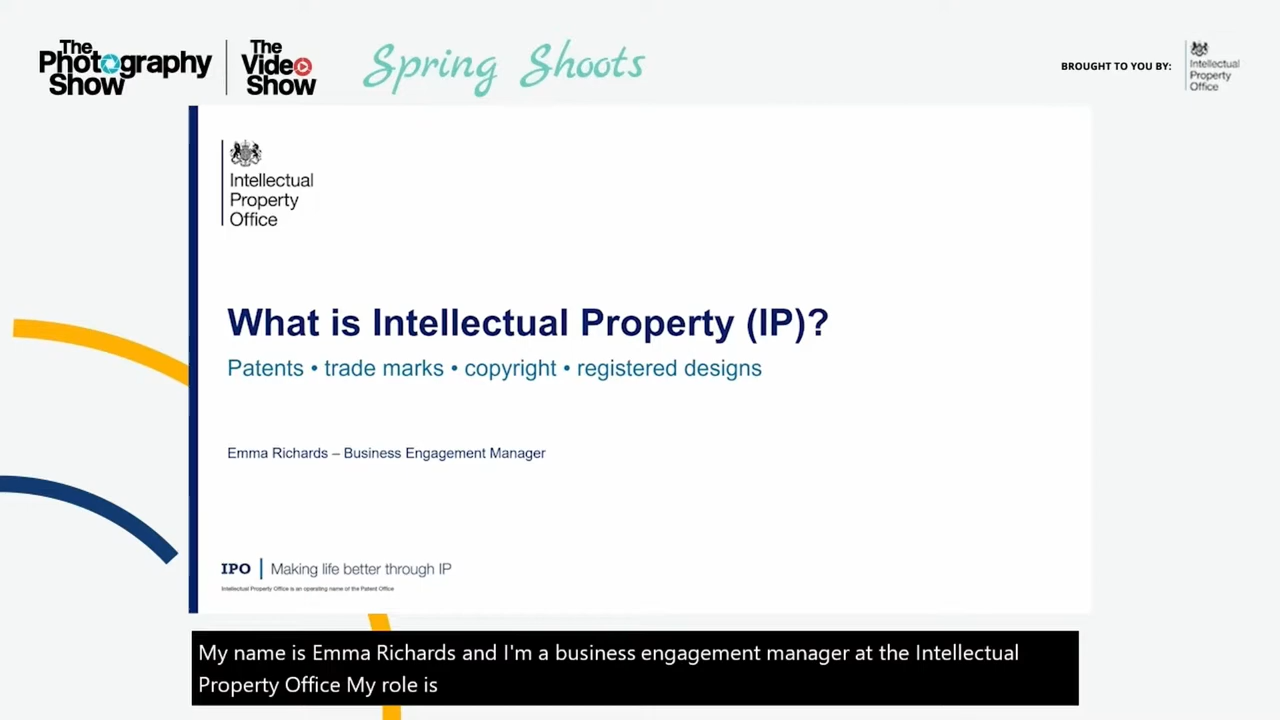 The
Photography
Show
The
Video
Show
Spring Shoots
BROUGHT TO YOU BY:
Intellectual
Property
Office
Intellectual
Property
Office
What is Intellectual Property (IP)?
Patents • trade marks • copyright • registered designs
Emma Richards – Business Engagement Manager
IPO | Making life better through IP
Intellectual Property Office is an operating name of the Patent Office
My name is Emma Richards and I'm a business engagement manager at the Intellectual
Property Office My role is